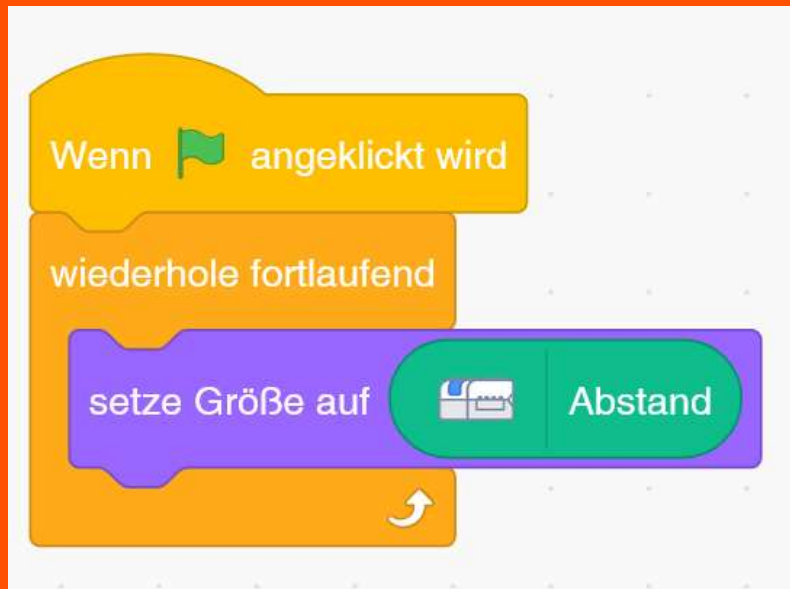 Wenn angeklickt wird
wiederhole fortlaufend
setze Größe auf Abstand